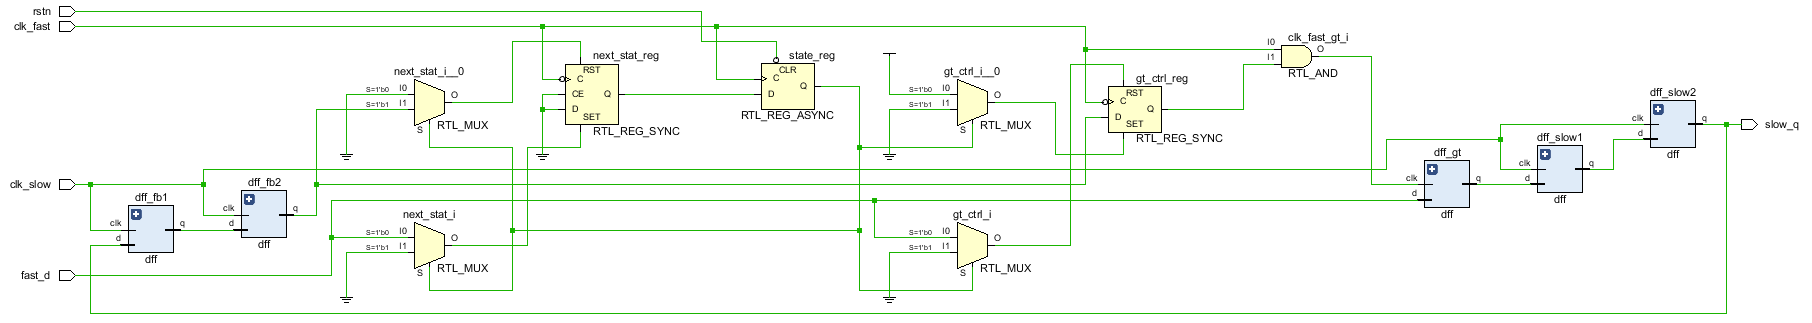 rstn
clk_fast
clk_slow
fast_d
dff_fb1
clk
d
q
dff
dff_fb2
clk
d
q
dff
next_stat_i__0
S=1'b0 I0
S=1'b1 I1
O
S
RTL_MUX
next_stat_i
S=1'b0 I0
S=1'b1 I1
O
S
RTL_MUX
next_stat_reg
RST
C
CE
D
Q
SET
RTL_REG_SYNC
state_reg
CLR
C
D
Q
RTL_REG_ASYNC
gt_ctrl_i__0
S=1'b0 I0
S=1'b1 I1
O
S
RTL_MUX
gt_ctrl_i
S=1'b0 I0
S=1'b1 I1
O
S
RTL_MUX
gt_ctrl_reg
RST
C
D
Q
SET
RTL_REG_SYNC
clk_fast_gt_i
I0
I1
O
RTL_AND
dff_gt
clk
d
q
dff
dff_slow1
clk
d
q
dff
dff_slow2
clk
d
q
dff
slow_q